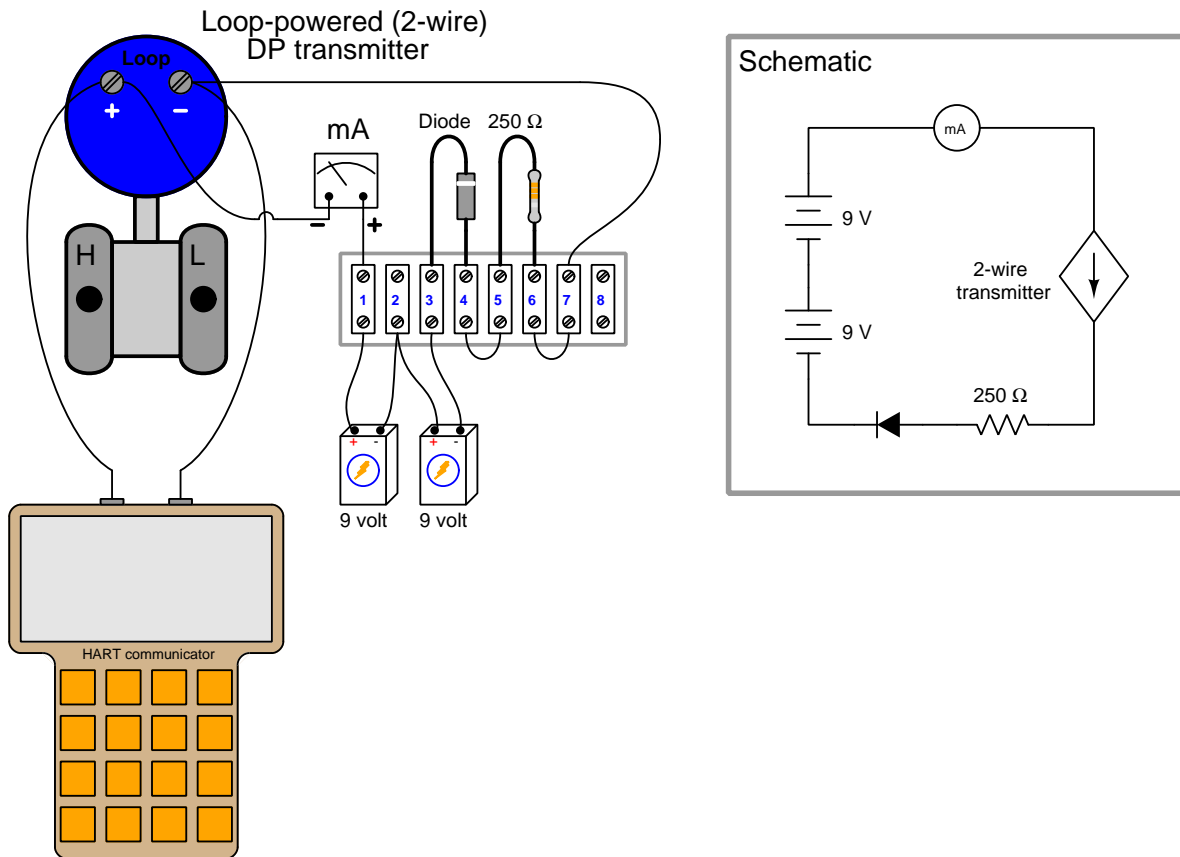 Loop-powered (2-wire)
DP transmitter
Loop
+ −
H L
mA
− +
Diode 250 Ω
1 2 3 4 5 6 7 8
+ - + -
9 volt 9 volt
HART communicator
Schematic
mA
9 V
2-wire
transmitter
9 V
250 Ω